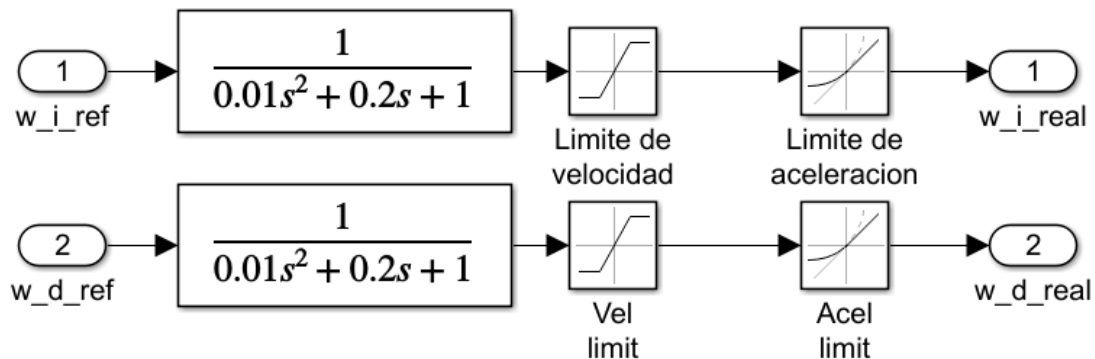 1
w_i_ref
1
0.01s² + 0.2s + 1
Limite de
velocidad
Limite de
aceleracion
1
w_i_real
2
w_d_ref
1
0.01s² + 0.2s + 1
Vel
limit
Acel
limit
2
w_d_real